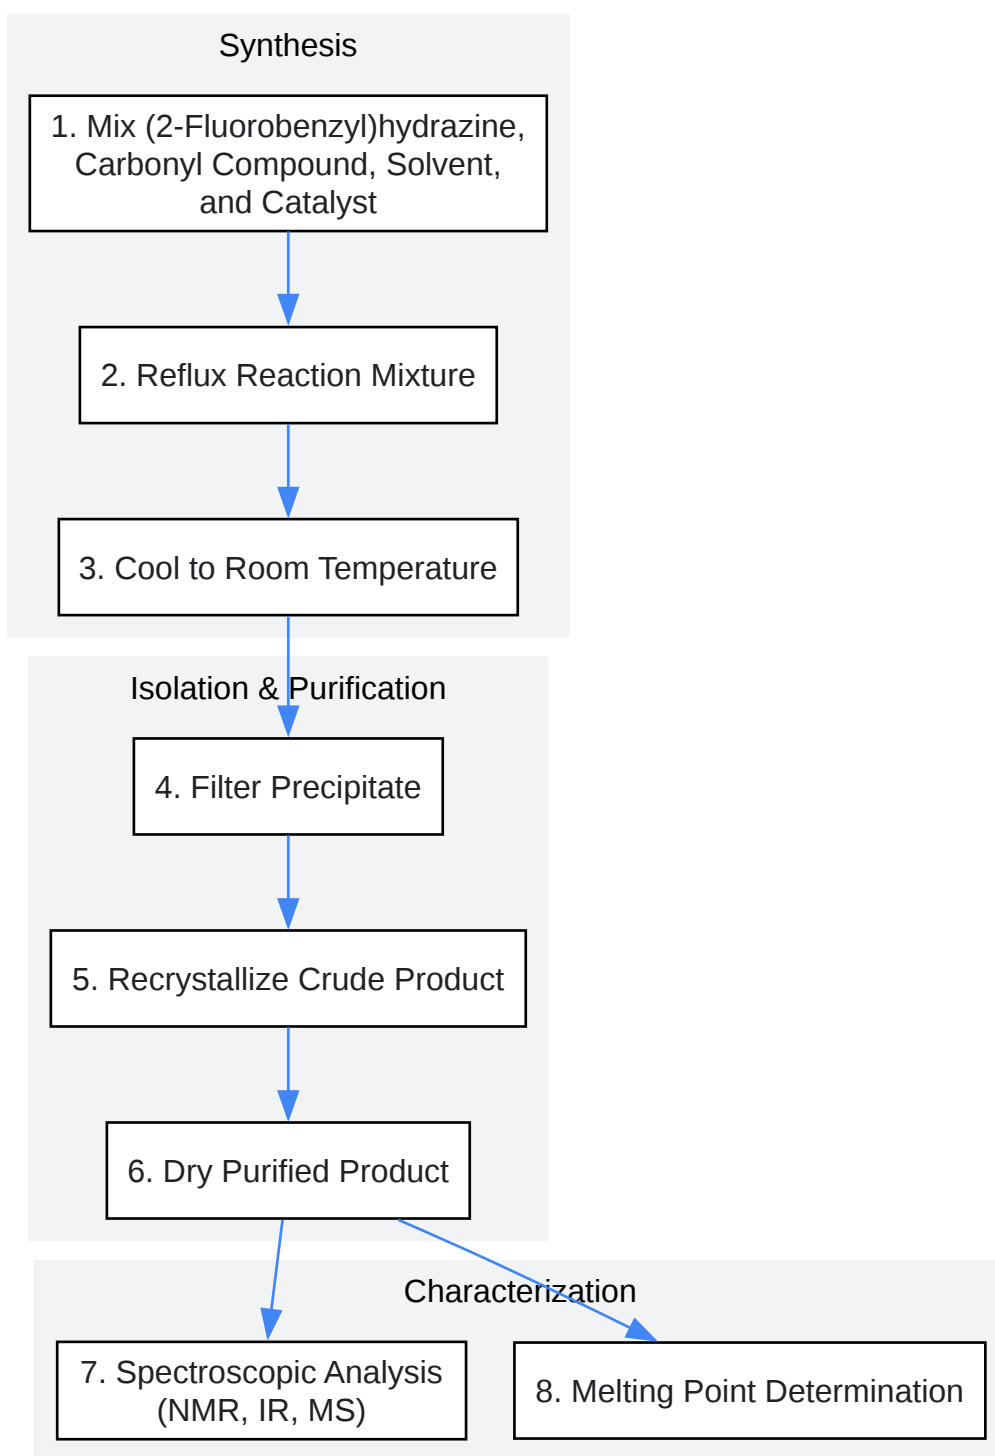 Synthesis
1. Mix (2-Fluorobenzyl)hydrazine,
Carbonyl Compound, Solvent,
and Catalyst
2. Reflux Reaction Mixture
3. Cool to Room Temperature
Isolation & Purification
4. Filter Precipitate
5. Recrystallize Crude Product
6. Dry Purified Product
Characterization
7. Spectroscopic Analysis
(NMR, IR, MS)
8. Melting Point Determination